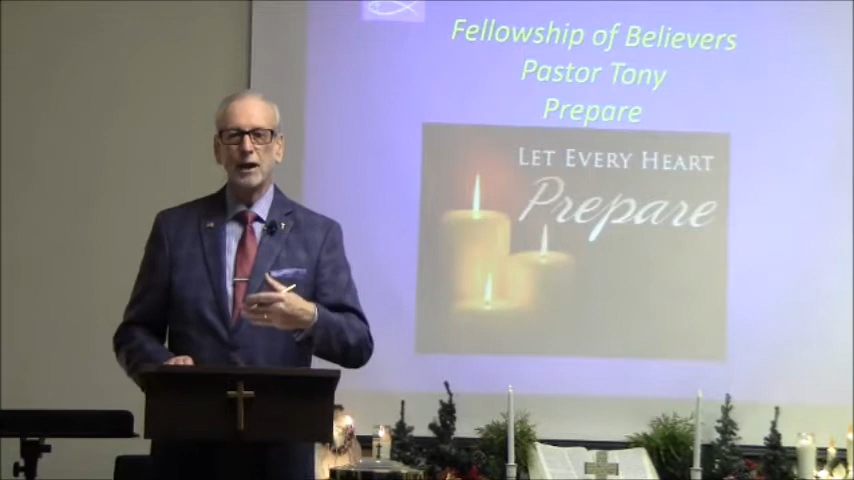 Fellowship of Believers
Pastor Tony
Prepare
LET EVERY HEART
Prepare